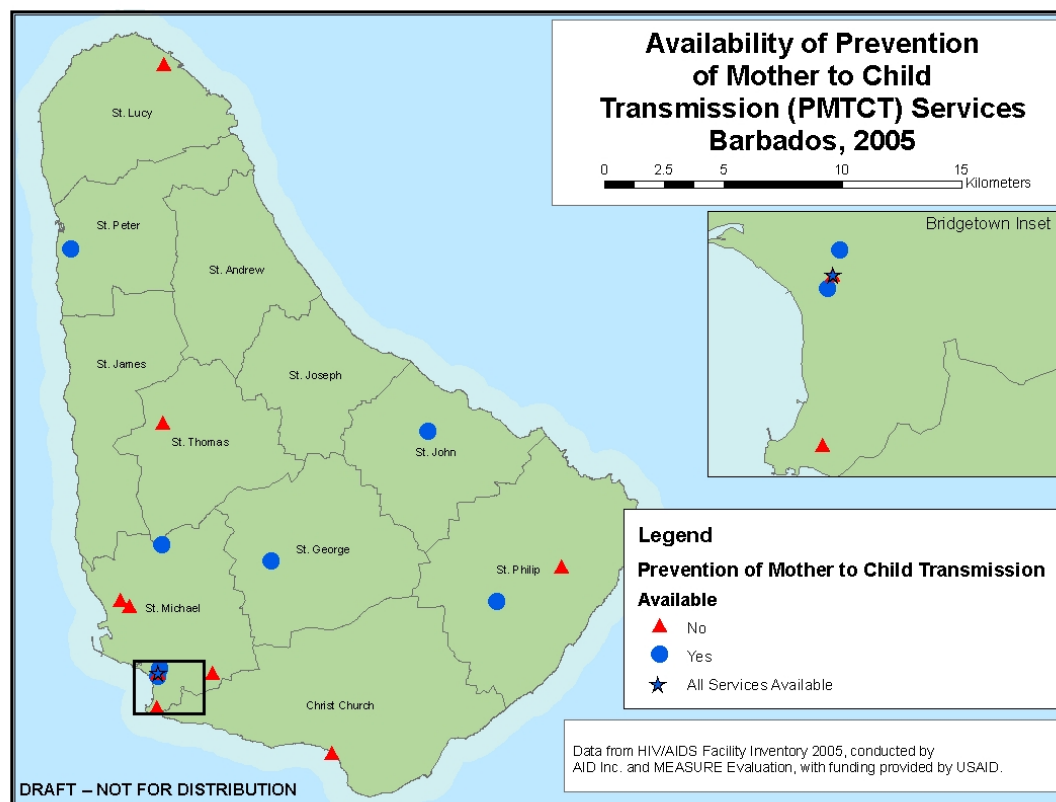 Availability of Prevention
of Mother to Child
Transmission (PMTCT) Services
Barbados, 2005
0 2.5 5 10 15
Kilometers
Bridgetown Inset
St. Lucy
St. Peter
St. Andrew
St. James
St. Joseph
St. Thomas
St. John
St. George
St. Philip
St. Michael
Christ Church
Legend
Prevention of Mother to Child Transmission
Available
No
Yes
All Services Available
Data from HIV/AIDS Facility Inventory 2005, conducted by
AID Inc. and MEASURE Evaluation, with funding provided by USAID.
DRAFT – NOT FOR DISTRIBUTION